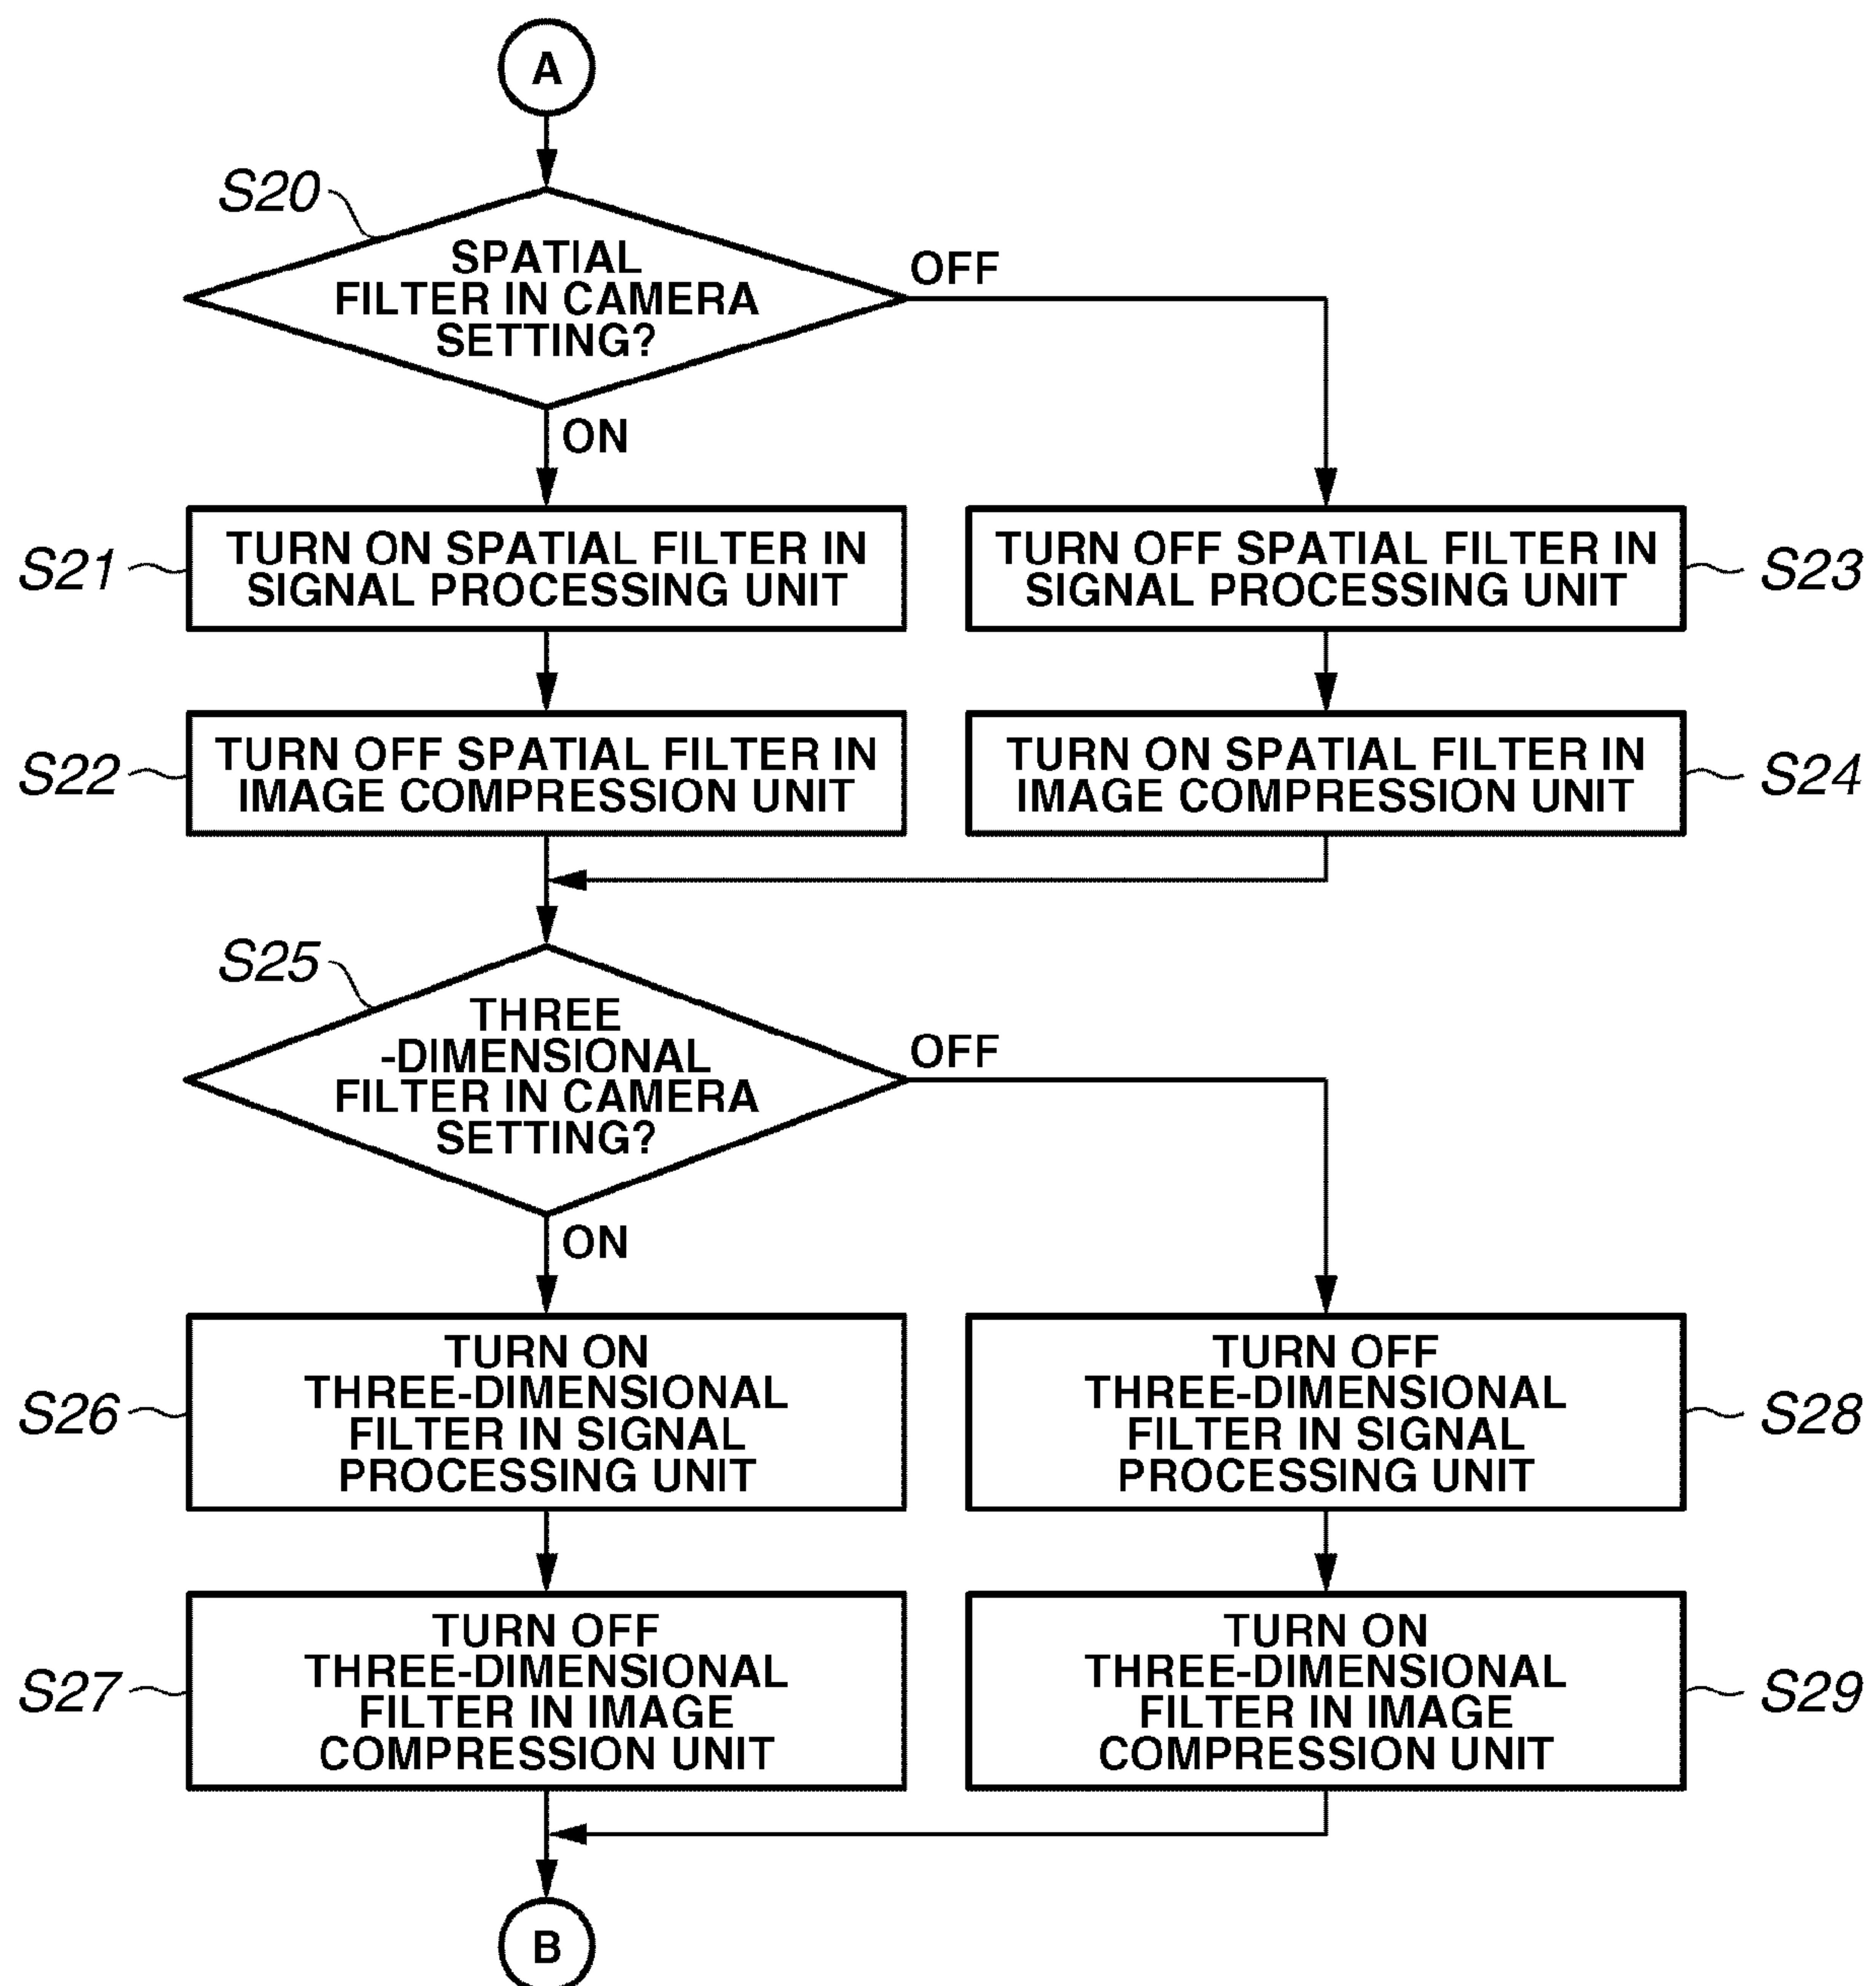 A
S20
SPATIAL
FILTER IN CAMERA
SETTING?
OFF
ON
S21
TURN ON SPATIAL FILTER IN
SIGNAL PROCESSING UNIT
TURN OFF SPATIAL FILTER IN
SIGNAL PROCESSING UNIT
S23
S22
TURN OFF SPATIAL FILTER IN
IMAGE COMPRESSION UNIT
TURN ON SPATIAL FILTER IN
IMAGE COMPRESSION UNIT
S24
S25
THREE
-DIMENSIONAL
FILTER IN CAMERA
SETTING?
OFF
ON
S26
TURN ON
THREE-DIMENSIONAL
FILTER IN SIGNAL
PROCESSING UNIT
TURN OFF
THREE-DIMENSIONAL
FILTER IN SIGNAL
PROCESSING UNIT
S28
S27
TURN OFF
THREE-DIMENSIONAL
FILTER IN IMAGE
COMPRESSION UNIT
TURN ON
THREE-DIMENSIONAL
FILTER IN IMAGE
COMPRESSION UNIT
S29
B